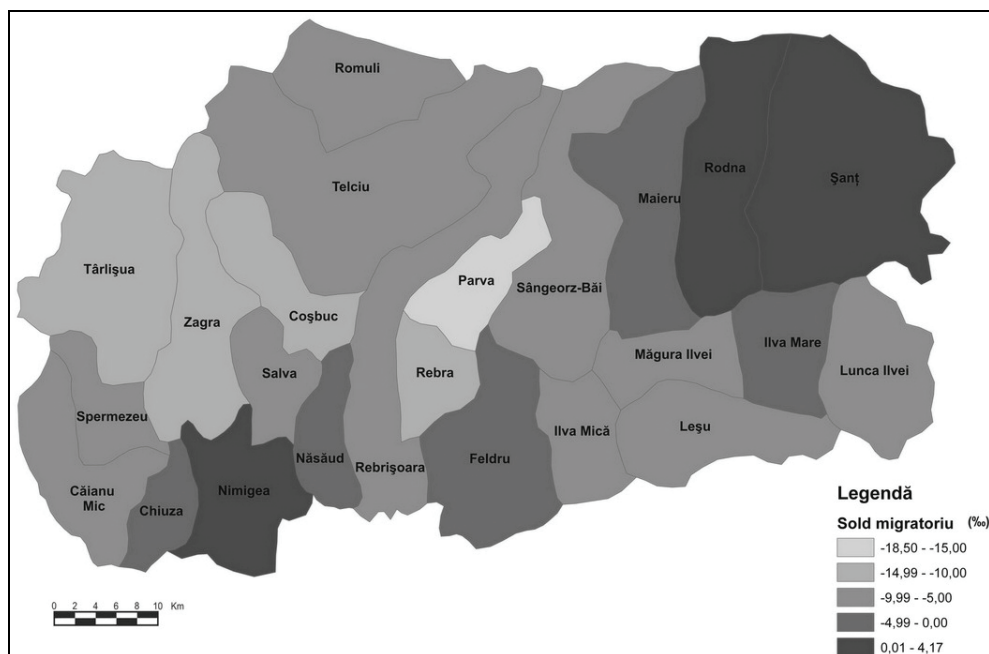 Romuli
Telciu
Rodna
Şanţ
Maieru
Târlişua
Parva
Sângeorz-Băi
Zagra
Coşbuc
Ilva Mare
Măgura Ilvei
Lunca Ilvei
Salva
Rebra
Spermezeu
Ilva Mică
Leşu
Năsăud
Rebrişoara
Feldru
Căianu
Mic
Chiuza
Nimigea
Legendă
Sold migratoriu (‰)
-18,50 - -15,00
-14,99 - -10,00
-9,99 - -5,00
-4,99 - 0,00
0,01 - 4,17
0 2 4 6 8 10 Km